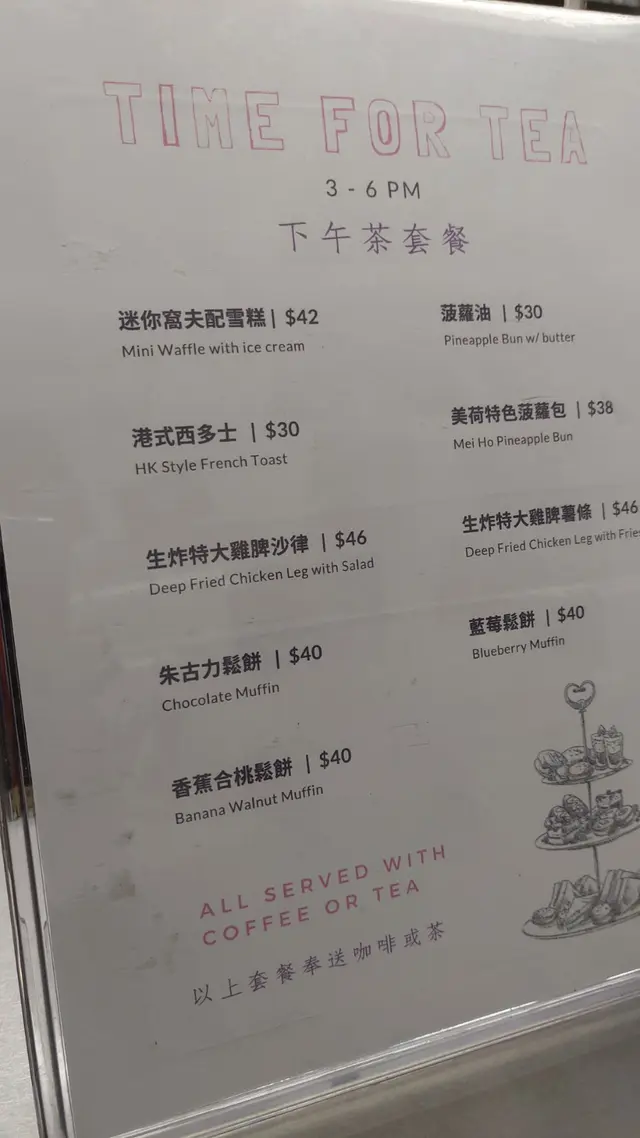 TIME FOR TEA
3 - 6 PM
下午茶套餐
迷你窩夫配雪糕 | $42
Mini Waffle with ice cream
菠蘿油 | $30
Pineapple Bun w/ butter
港式西多士 | $30
HK Style French Toast
美荷特色菠蘿包 | $38
Mei Ho Pineapple Bun
生炸特大雞脾沙律 | $46
Deep Fried Chicken Leg with Salad
生炸特大雞脾薯條 | $46
Deep Fried Chicken Leg with Fries
朱古力鬆餅 | $40
Chocolate Muffin
藍莓鬆餅 | $40
Blueberry Muffin
香蕉合桃鬆餅 | $40
Banana Walnut Muffin
ALL SERVED WITH
COFFEE OR TEA
以上套餐奉送咖啡或茶